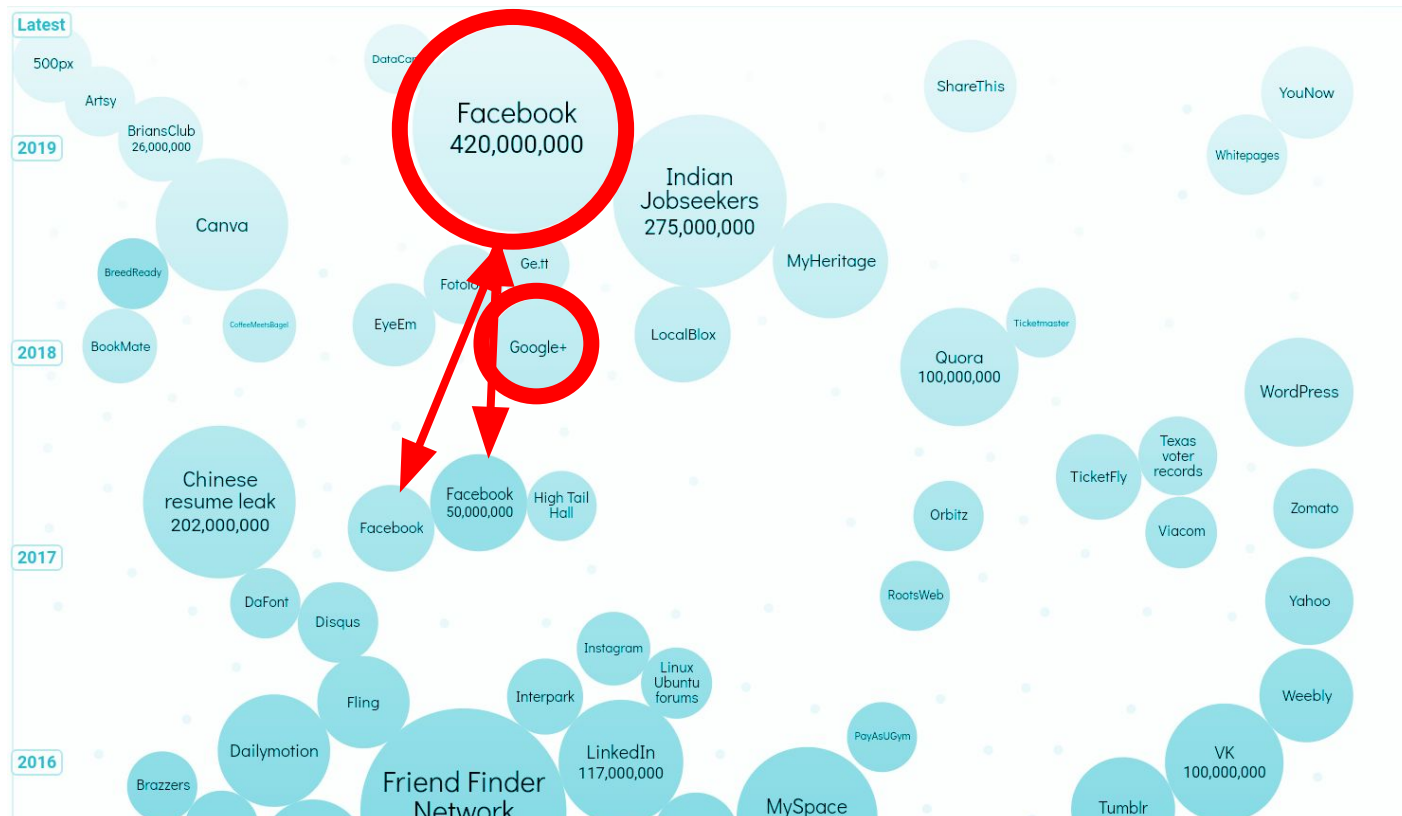 Latest
500px
DataCa
Facebook
420,000,000
ShareThis
YouNow
Artsy
BriansClub
26,000,000
2019
Whitepages
Indian
Jobseekers
275,000,000
Canva
MyHeritage
BreedReady
Ge.tt
Fotolo
CoffeeMeetsBagel
EyeEm
Google+
LocalBlox
Ticketmaster
BookMate
2018
Quora
100,000,000
WordPress
Chinese
resume leak
202,000,000
Facebook
Facebook
50,000,000
High Tail
Hall
Orbitz
TicketFly
Texas
voter
records
Viacom
Zomato
2017
DaFont
Disqus
RootsWeb
Yahoo
Instagram
Linux
Ubuntu
forums
Interpark
Fling
Weebly
Dailymotion
LinkedIn
117,000,000
PayAsUGym
VK
100,000,000
2016
Brazzers
Friend Finder
Network
MySpace
Tumblr